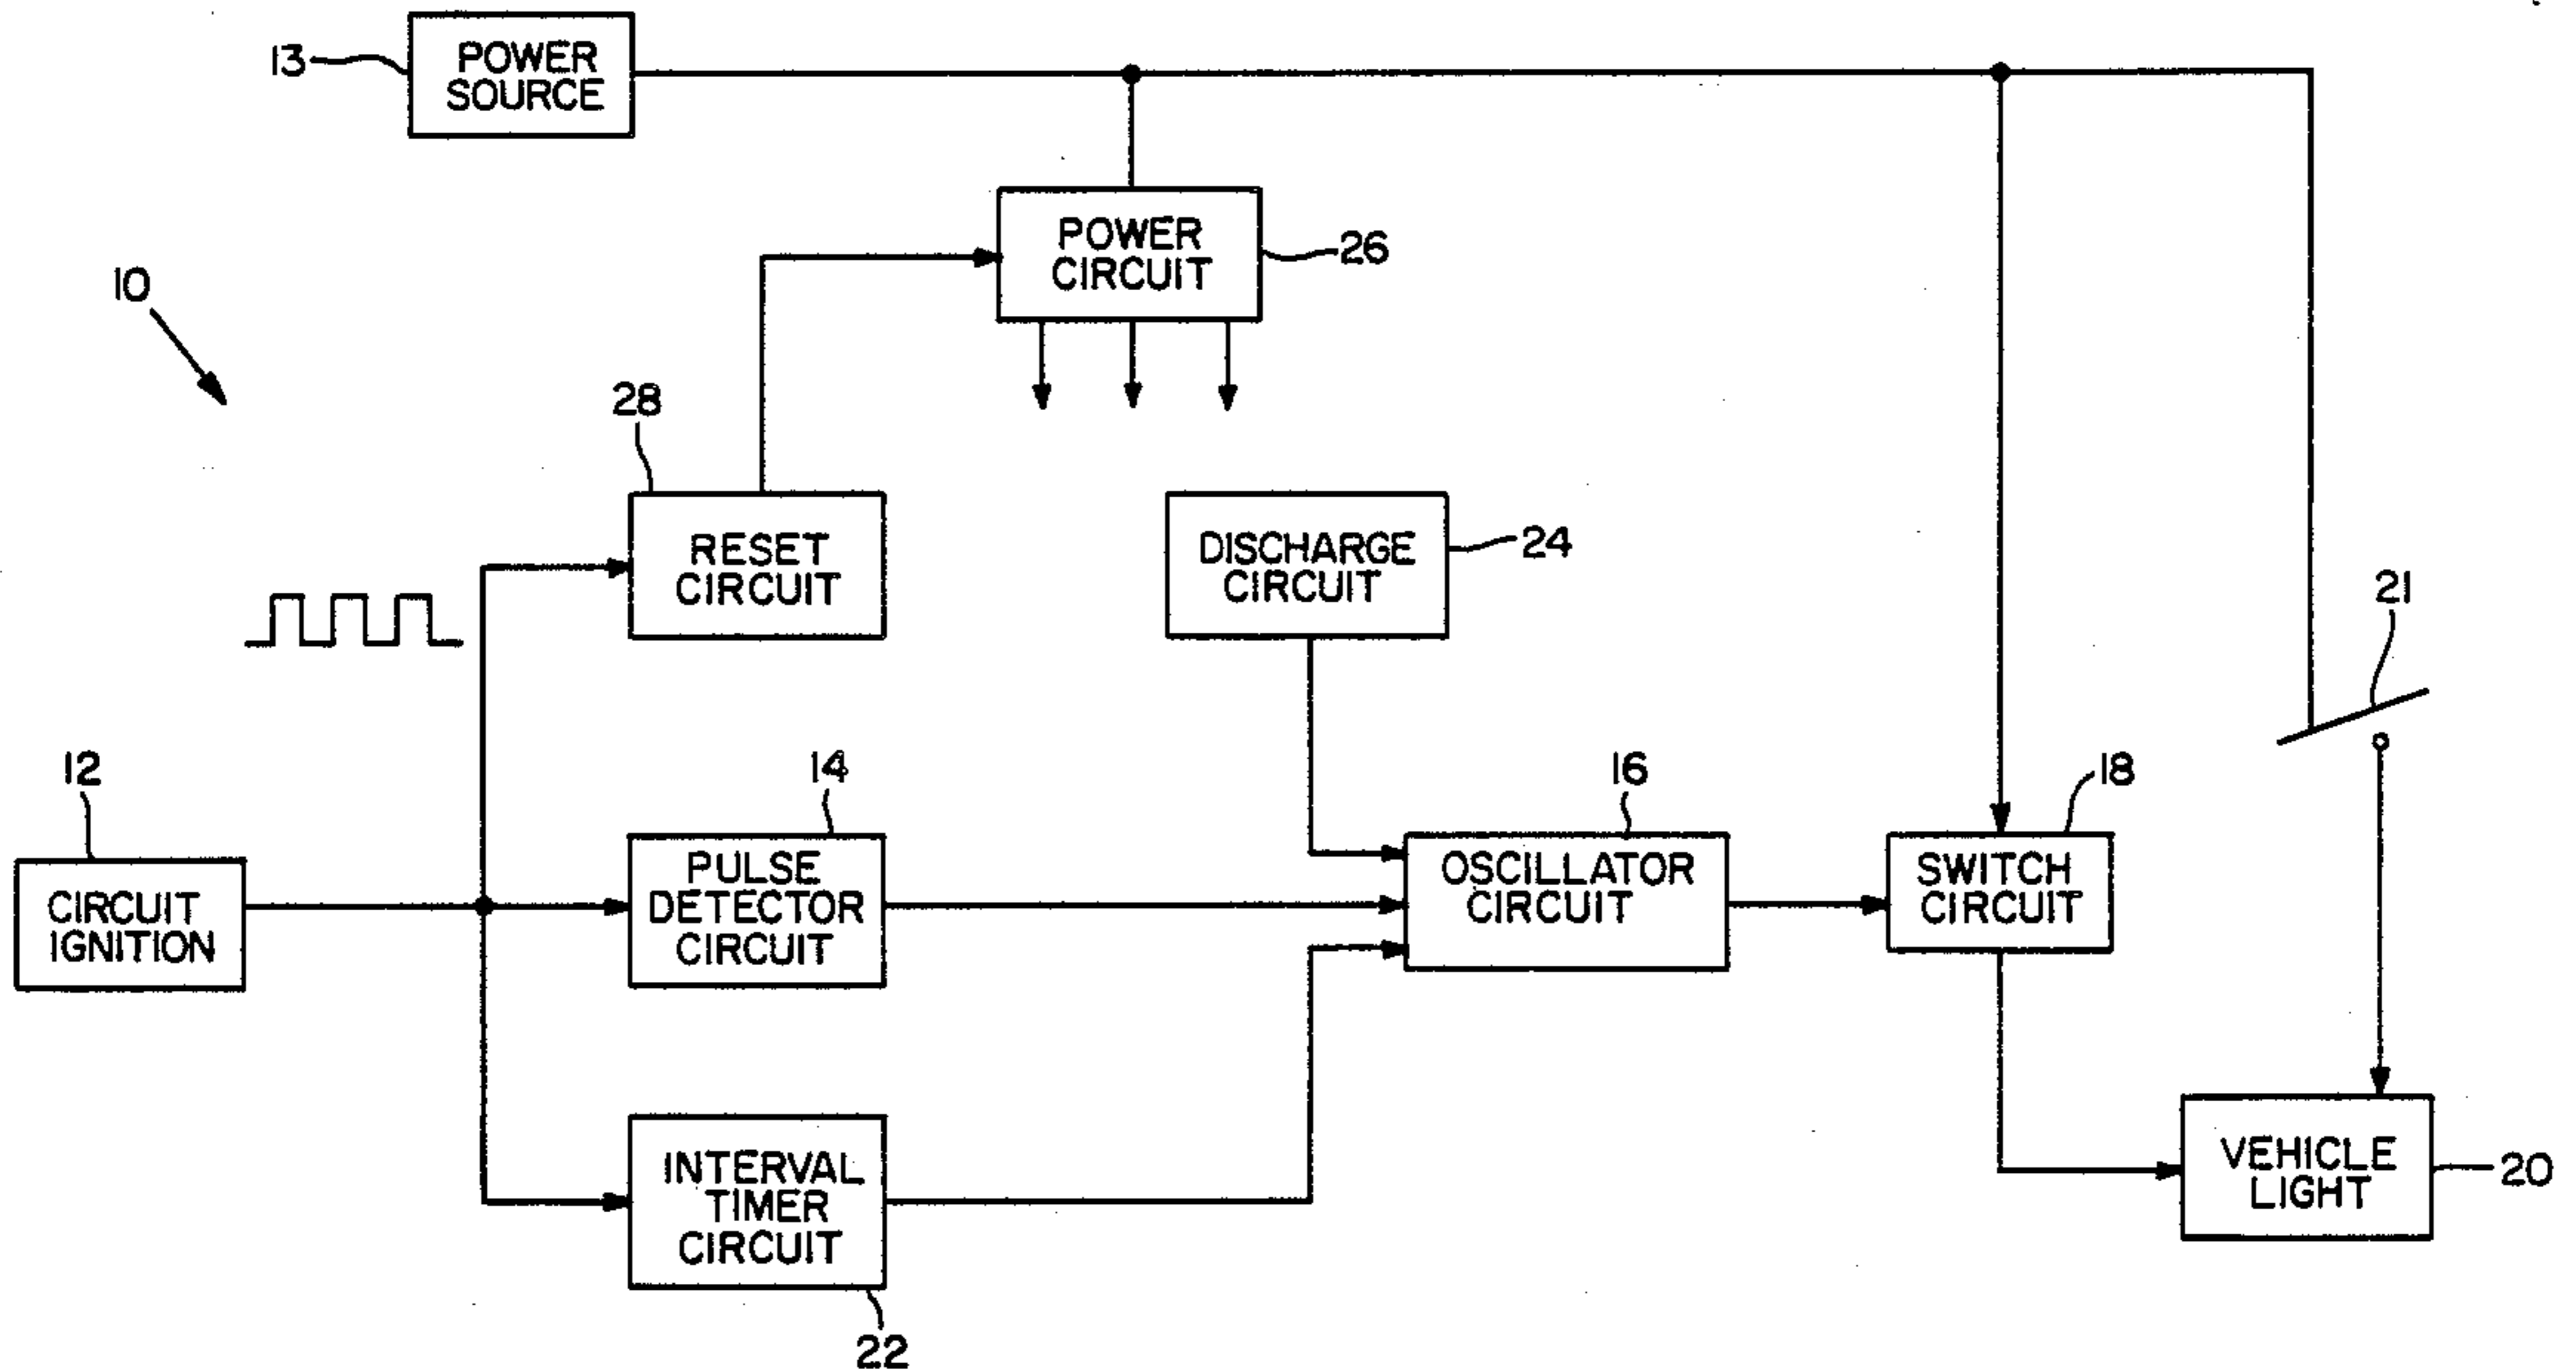 13
POWER
SOURCE
POWER
CIRCUIT
26
10
28
RESET
CIRCUIT
DISCHARGE
CIRCUIT
24
21
12
14
16
18
CIRCUIT
IGNITION
PULSE
DETECTOR
CIRCUIT
OSCILLATOR
CIRCUIT
SWITCH
CIRCUIT
INTERVAL
TIMER
CIRCUIT
VEHICLE
LIGHT
20
22